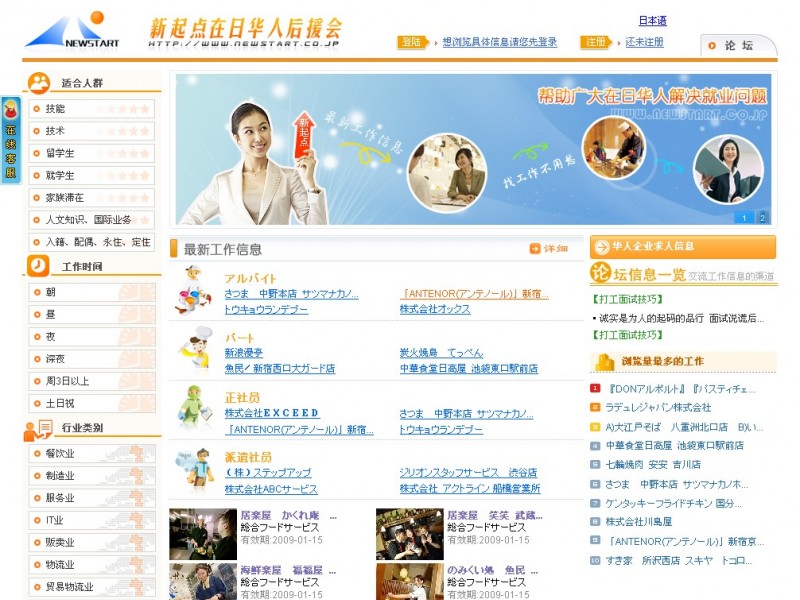 日本语
NEWSTART
新起点在日华人后援会
HTTP://WWW.NEWSTART.CO.JP
登陆
想浏览具体信息请您先登录
注册
还未注册
论坛
在线客服
适合人群
技能
技术
留学生
就学生
家族滞在
人文知识、国际业务
入籍、配偶、永住、定住
工作时间
朝
昼
夜
深夜
周3日以上
土日祝
行业类别
餐饮业
制造业
服务业
IT业
贩卖业
物流业
贸易物流业
新起点
最新工作信息
找工作不用愁
帮助广大在日华人解决就业问题
WWW.NEWSTART.CO.JP
1 2
最新工作信息
详细
アルバイト
さつま 中野本店 サツマナカノ...
「ANTENOR(アンテノール)」新宿...
トウキョウランデブー
株式会社オックス
パート
新浪漫亭
炭火焼鳥 てっぺん
魚民/ 新宿西口大ガード店
中華食堂日高屋 池袋東口駅前店
正社员
株式会社EXCEED
さつま 中野本店 サツマナカノ...
「ANTENOR(アンテノール)」新宿...
トウキョウランデブー
派遣社员
（株）ステップアップ
ジリオンスタッフサービス 渋谷店
株式会社ABCサービス
株式会社 アクトライン 船橋営業所
居楽屋 かくれ庵 ...
総合フードサービス
有效期:2009-01-15
居楽屋 笑笑 武蔵...
総合フードサービス
有效期:2009-01-15
海鮮楽屋 福福屋 ...
総合フードサービス
有效期:2009-01-15
のみくい処 魚民 ...
総合フードサービス
有效期:2009-01-15
华人企业求人信息
论坛信息一览 交流工作信息的渠道
【打工面试技巧】
诚实是为人的起码的品行 面试说谎后...
【打工面试技巧】
浏览量最多的工作
1 『DONアルポルト』『パスティチェ...
2 ラデュレジャパン株式会社
3 A)大江戸そば 八重洲北口店 B)い...
4 中華食堂日高屋 池袋東口駅前店
5 七輪焼肉 安安 吉川店
6 さつま 中野本店 サツマナカノホ...
7 ケンタッキーフライドチキン 国分...
8 株式会社川島屋
9 「ANTENOR(アンテノール)」新宿京...
10 すき家 所沢西店 スキヤ トコロ...